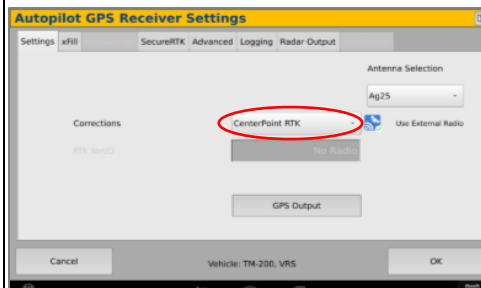 Autopilot GPS Receiver Settings
Settings xFill SecureRTK Advanced Logging Radar Output
Antenna Selection
Ag25
Corrections CenterPoint RTK Use External Radio
No Radio
GPS Output
Cancel Vehicle: TM-200, VRS OK